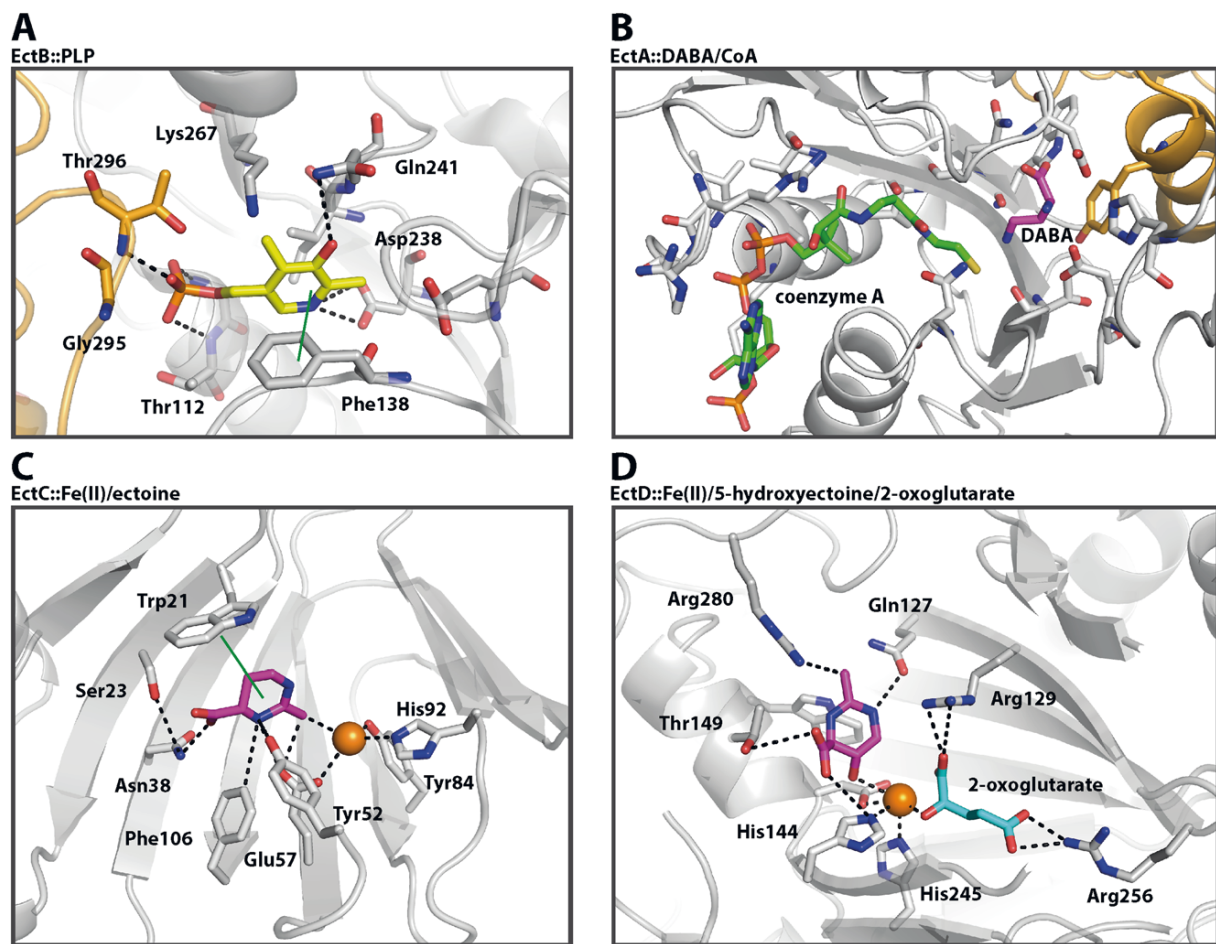 A
EctB::PLP
Lys267
Thr296
Gln241
Asp238
Gly295
Thr112
Phe138
B
EctA::DABA/CoA
DABA
coenzyme A
C
EctC::Fe(II)/ectoine
Trp21
Ser23
His92
Asn38
Tyr84
Tyr52
Phe106
Glu57
D
EctD::Fe(II)/5-hydroxyectoine/2-oxoglutarate
Arg280
Gln127
Arg129
Thr149
2-oxoglutarate
His144
His245
Arg256